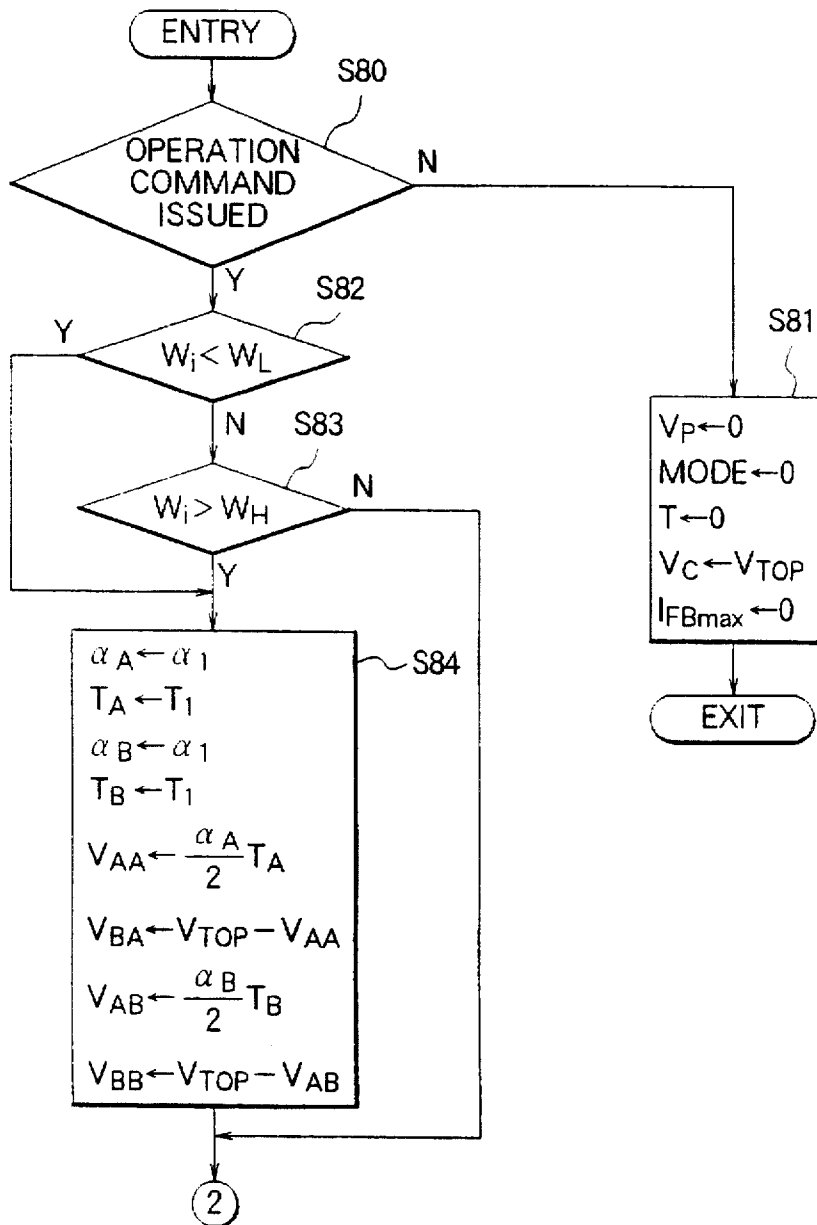 ENTRY
S80
OPERATION
COMMAND
ISSUED
N
Y
S82
Y
Wi < WL
N
S83
Wi > WH
N
Y
S81
VP←0
MODE←0
T←0
VC←VTOP
IFBmax←0
EXIT
S84
αA←α1
TA←T1
αB←α1
TB←T1
VAA←αA/2 TA
VBA←VTOP−VAA
VAB←αB/2 TB
VBB←VTOP−VAB
2